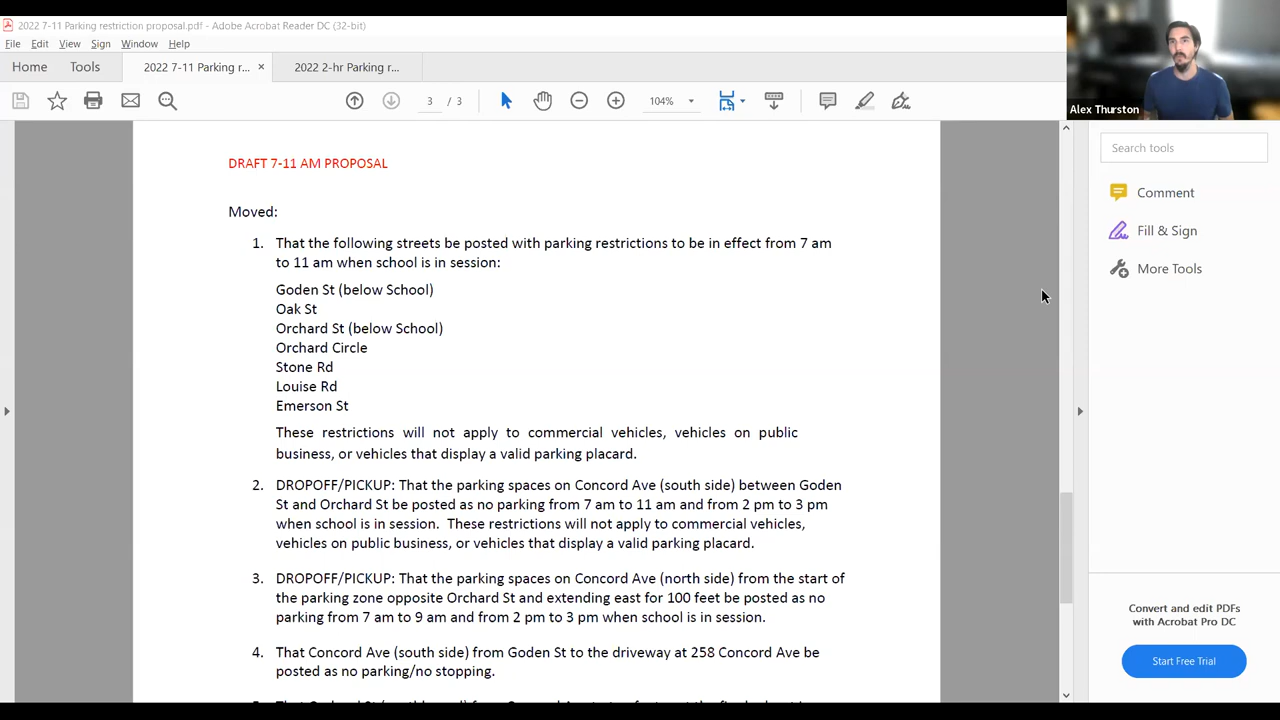 2022 7-11 Parking restriction proposal.pdf - Adobe Acrobat Reader DC (32-bit)
File Edit View Sign Window Help
Home Tools 2022 7-11 Parking r... × 2022 2-hr Parking r...
3 / 3 104%
Alex Thurston
Search tools
Comment
Fill & Sign
More Tools
Convert and edit PDFs
with Acrobat Pro DC
Start Free Trial
DRAFT 7-11 AM PROPOSAL
Moved:
1. That the following streets be posted with parking restrictions to be in effect from 7 am
to 11 am when school is in session:
Goden St (below School)
Oak St
Orchard St (below School)
Orchard Circle
Stone Rd
Louise Rd
Emerson St
These restrictions will not apply to commercial vehicles, vehicles on public
business, or vehicles that display a valid parking placard.
2. DROPOFF/PICKUP: That the parking spaces on Concord Ave (south side) between Goden
St and Orchard St be posted as no parking from 7 am to 11 am and from 2 pm to 3 pm
when school is in session. These restrictions will not apply to commercial vehicles,
vehicles on public business, or vehicles that display a valid parking placard.
3. DROPOFF/PICKUP: That the parking spaces on Concord Ave (north side) from the start of
the parking zone opposite Orchard St and extending east for 100 feet be posted as no
parking from 7 am to 9 am and from 2 pm to 3 pm when school is in session.
4. That Concord Ave (south side) from Goden St to the driveway at 258 Concord Ave be
posted as no parking/no stopping.